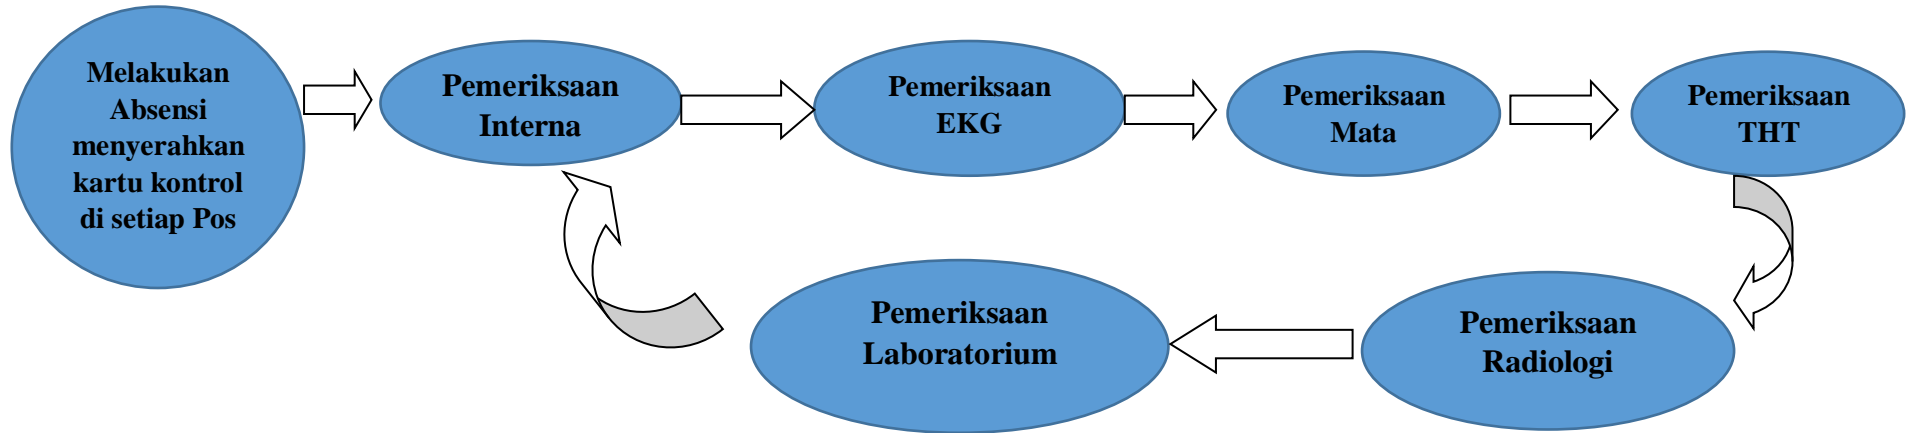 Melakukan
Absensi
menyerahkan
kartu kontrol
di setiap Pos
Pemeriksaan
Interna
Pemeriksaan
EKG
Pemeriksaan
Mata
Pemeriksaan
THT
Pemeriksaan
Radiologi
Pemeriksaan
Laboratorium